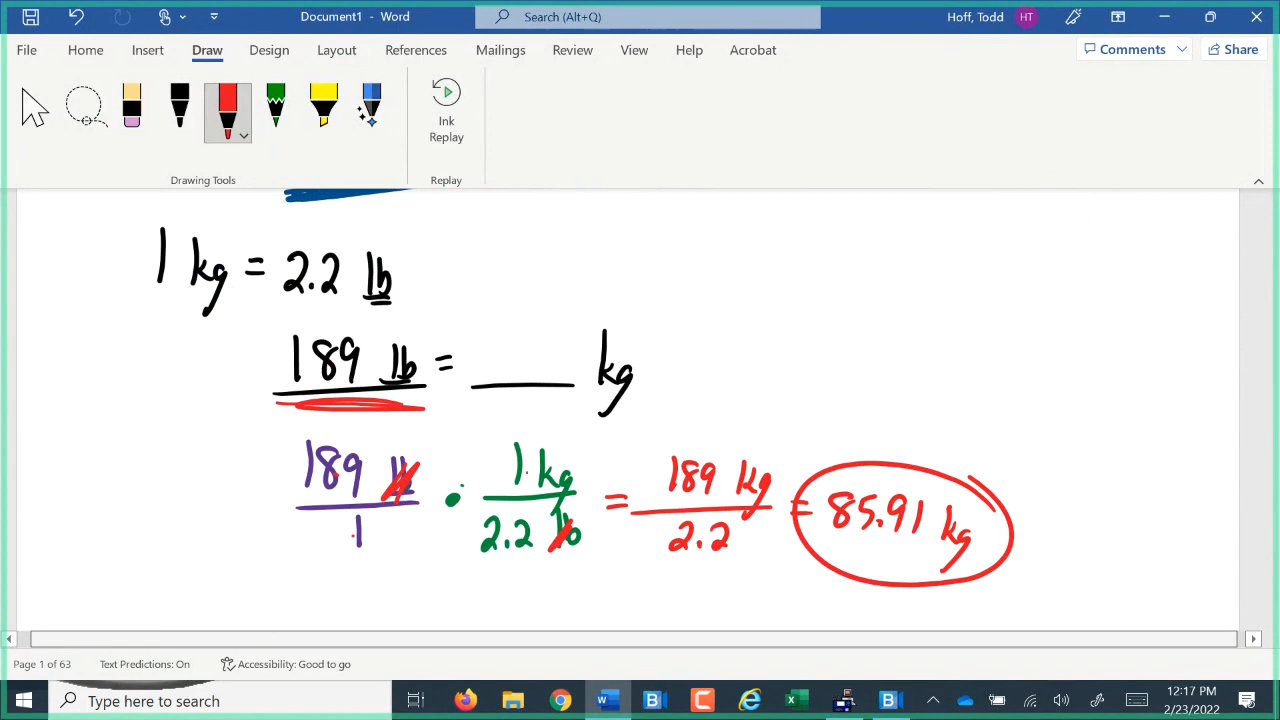 Document1 - Word
Search (Alt+Q)
Hoff, Todd
HT
File Home Insert Draw Design Layout References Mailings Review View Help Acrobat
Comments
Share
Ink
Replay
Drawing Tools
Replay
1 kg = 2.2 lb
189 lb = ____ kg
189 lb / 1 • 1 kg / 2.2 lb = 189 kg / 2.2 = 85.91 kg
Page 1 of 63
Text Predictions: On
Accessibility: Good to go
Type here to search
12:17 PM
2/23/2022